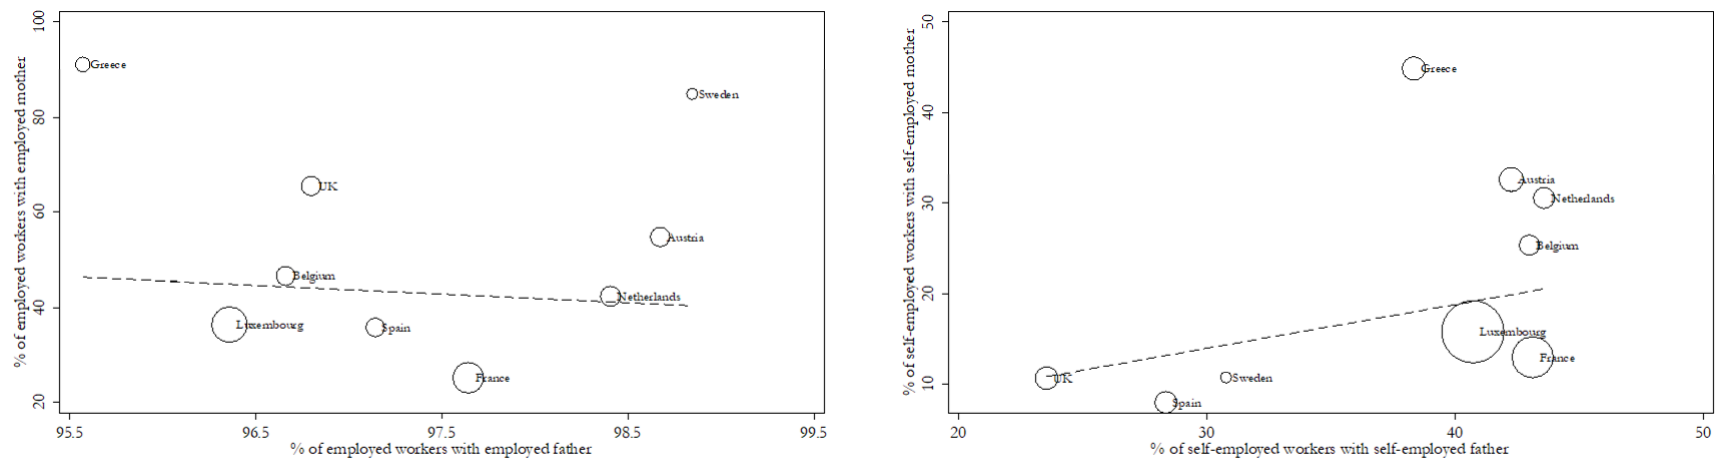 % of employed workers with employed mother
100
80
60
40
20
Greece
Sweden
UK
Austria
Belgium
Netherlands
Luxembourg
Spain
France
95.5 96.5 97.5 98.5 99.5
% of employed workers with employed father
% of self-employed workers with self-employed mother
50
40
30
20
10
Greece
Austria
Netherlands
Belgium
Luxembourg
France
UK
Sweden
Spain
20 30 40 50
% of self-employed workers with self-employed father